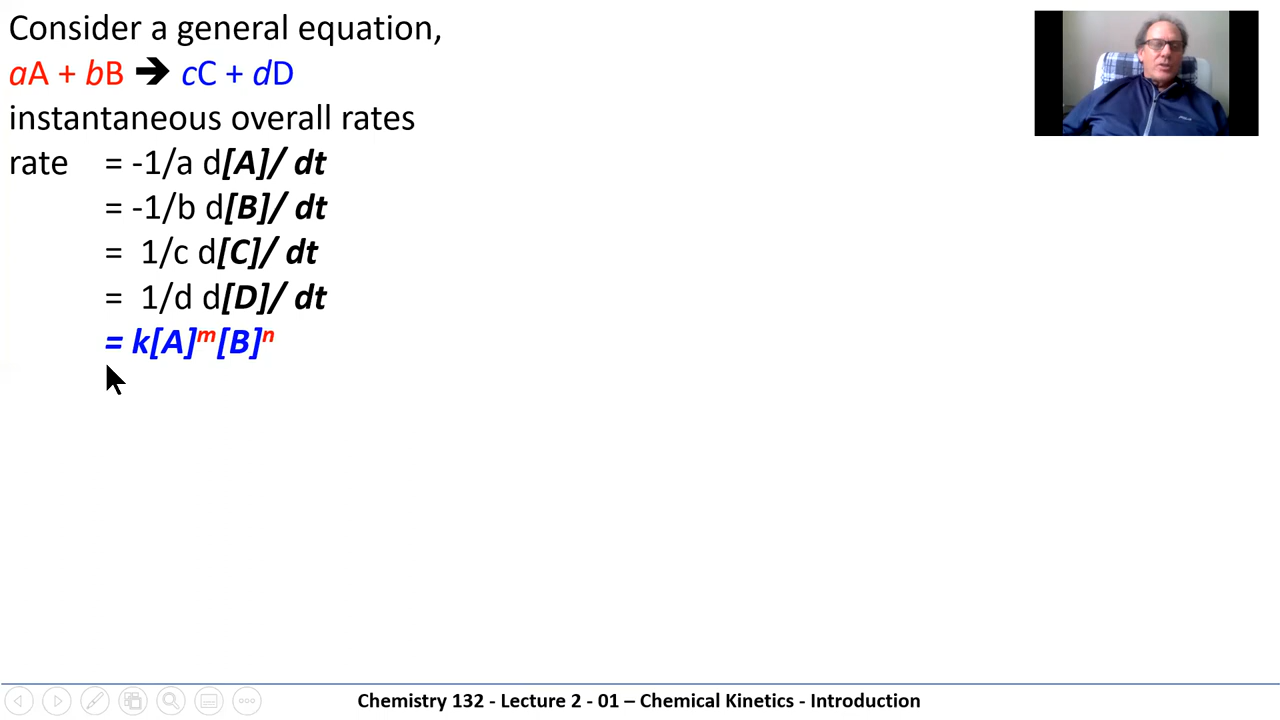 Consider a general equation,
aA + bB ➔ cC + dD
instantaneous overall rates
rate = -1/a d[A]/ dt
= -1/b d[B]/ dt
= 1/c d[C]/ dt
= 1/d d[D]/ dt
= k[A]ᵐ[B]ⁿ
Chemistry 132 - Lecture 2 - 01 – Chemical Kinetics - Introduction